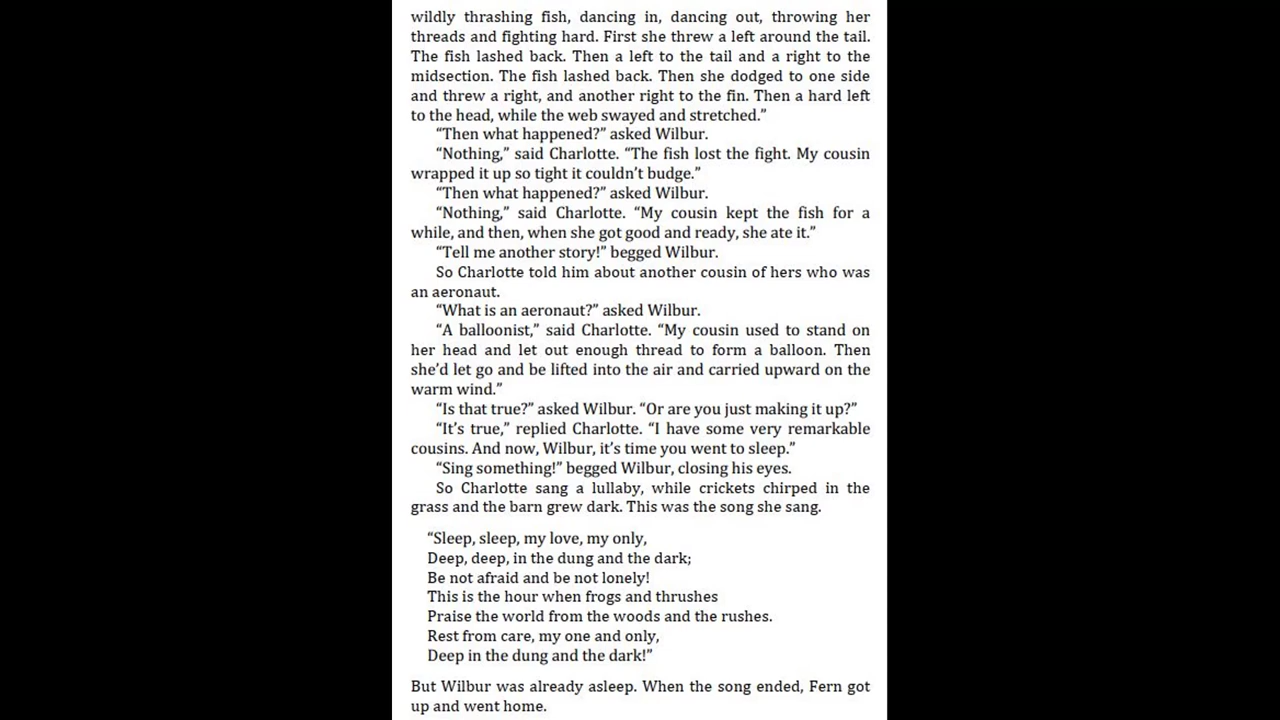 wildly thrashing fish, dancing in, dancing out, throwing her
threads and fighting hard. First she threw a left around the tail.
The fish lashed back. Then a left to the tail and a right to the
midsection. The fish lashed back. Then she dodged to one side
and threw a right, and another right to the fin. Then a hard left
to the head, while the web swayed and stretched.”
“Then what happened?” asked Wilbur.
“Nothing,” said Charlotte. “The fish lost the fight. My cousin
wrapped it up so tight it couldn’t budge.”
“Then what happened?” asked Wilbur.
“Nothing,” said Charlotte. “My cousin kept the fish for a
while, and then, when she got good and ready, she ate it.”
“Tell me another story!” begged Wilbur.
So Charlotte told him about another cousin of hers who was
an aeronaut.
“What is an aeronaut?” asked Wilbur.
“A balloonist,” said Charlotte. “My cousin used to stand on
her head and let out enough thread to form a balloon. Then
she’d let go and be lifted into the air and carried upward on the
warm wind.”
“Is that true?” asked Wilbur. “Or are you just making it up?”
“It’s true,” replied Charlotte. “I have some very remarkable
cousins. And now, Wilbur, it’s time you went to sleep.”
“Sing something!” begged Wilbur, closing his eyes.
So Charlotte sang a lullaby, while crickets chirped in the
grass and the barn grew dark. This was the song she sang.
“Sleep, sleep, my love, my only,
Deep, deep, in the dung and the dark;
Be not afraid and be not lonely!
This is the hour when frogs and thrushes
Praise the world from the woods and the rushes.
Rest from care, my one and only,
Deep in the dung and the dark!”
But Wilbur was already asleep. When the song ended, Fern got
up and went home.